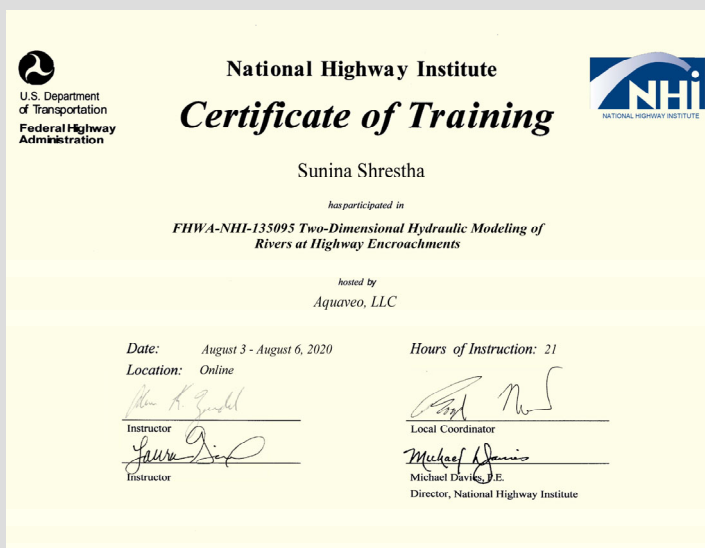 National Highway Institute
Certificate of Training
U.S. Department
of Transportation
Federal Highway
Administration
NHi
NATIONAL HIGHWAY INSTITUTE
Sunina Shrestha
has participated in
FHWA-NHI-135095 Two-Dimensional Hydraulic Modeling of
Rivers at Highway Encroachments
hosted by
Aquaveo, LLC
Date: August 3 - August 6, 2020
Hours of Instruction: 21
Location: Online
Instructor
Local Coordinator
Instructor
Michael Davies, P.E.
Director, National Highway Institute